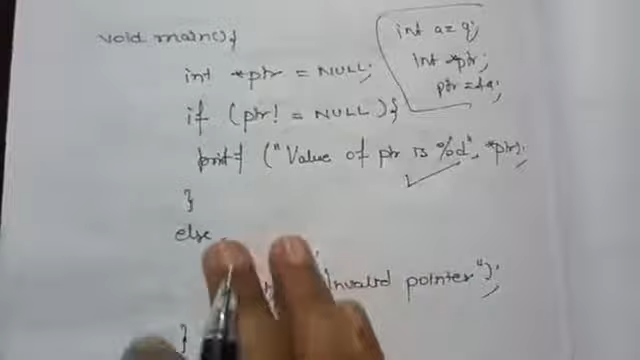 void main(){
int *ptr = NULL;
if (ptr! = NULL){
printf ("Value of ptr is %d", *ptr);
}
else
Invalid pointer");
}
int a = 9;
int *ptr;
ptr = &a;